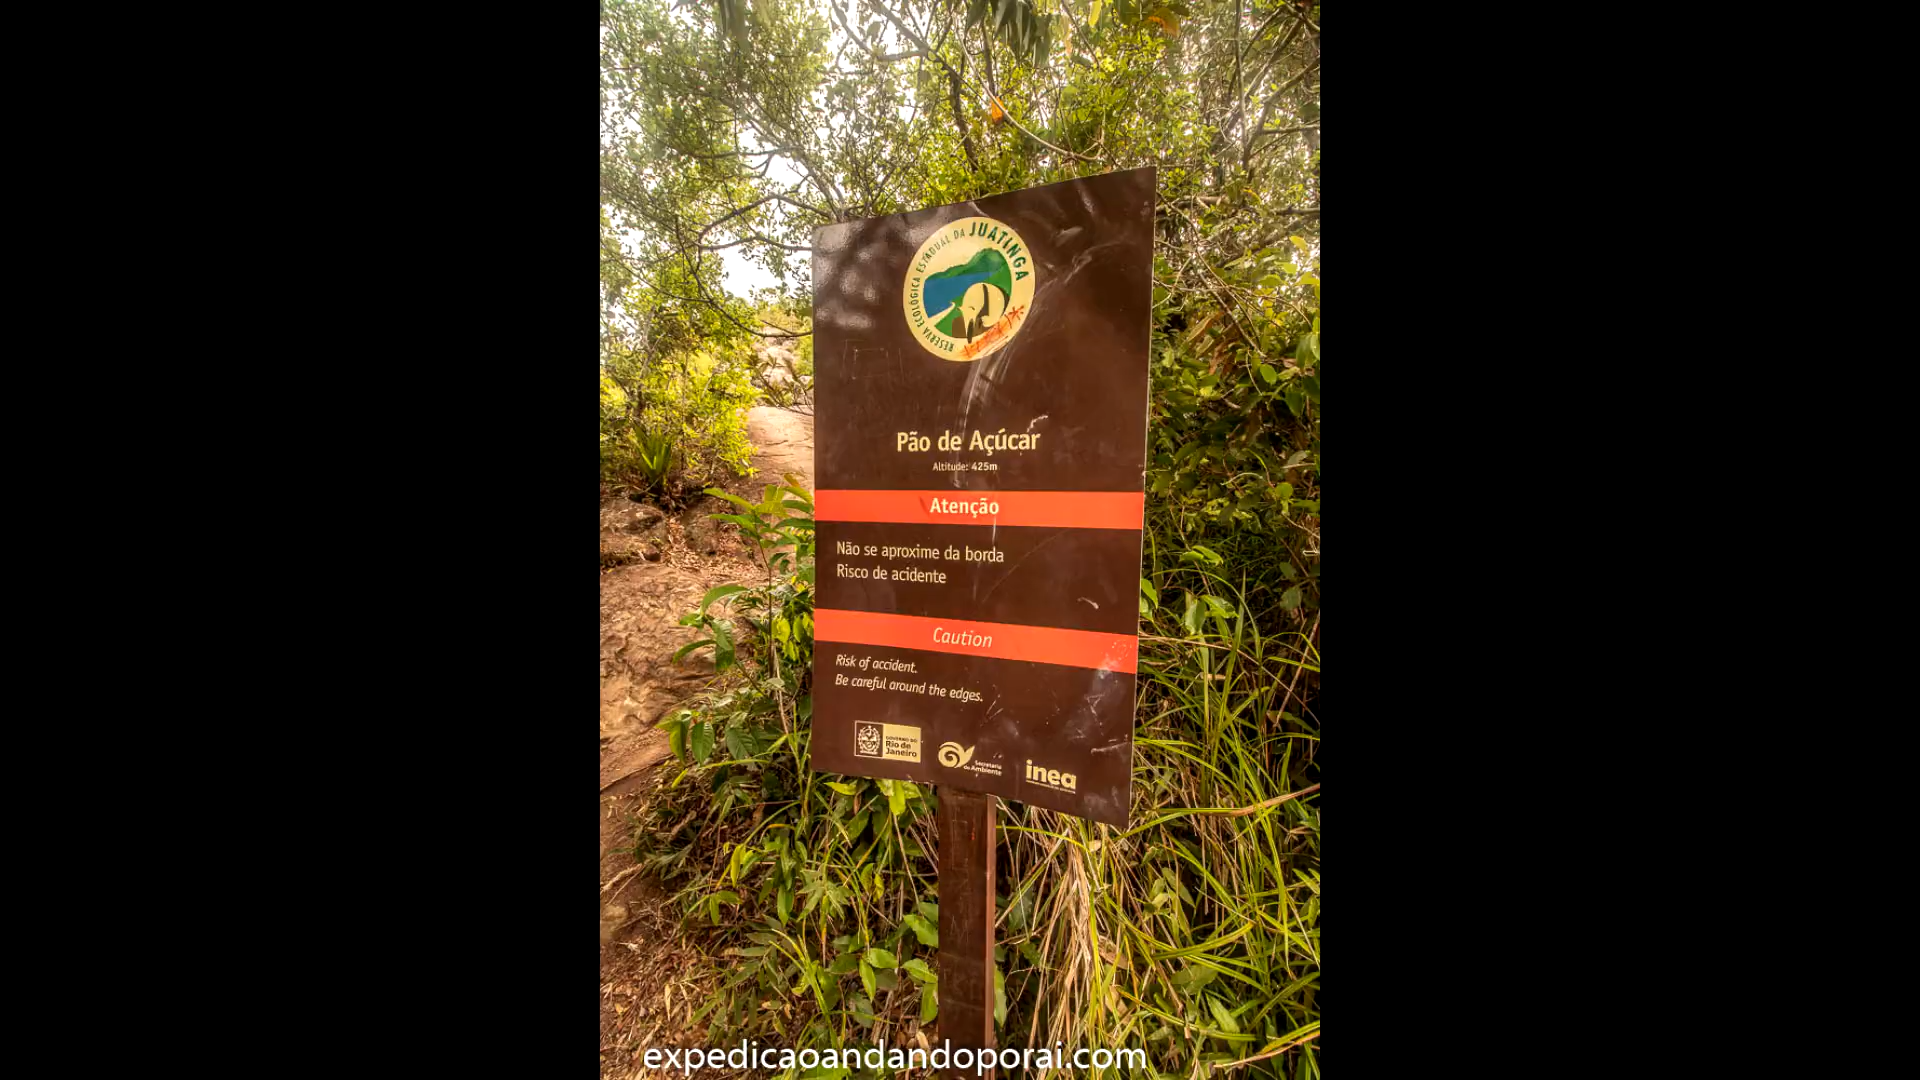 RESERVA ECOLÓGICA ESTADUAL DA JUATINGA
Pão de Açúcar
Altitude: 425m
Atenção
Não se aproxime da borda
Risco de acidente
Caution
Risk of accident.
Be careful around the edges.
GOVERNO DO
Rio de
Janeiro
Secretaria
do Ambiente
inea
expedicaoandandoporai.com